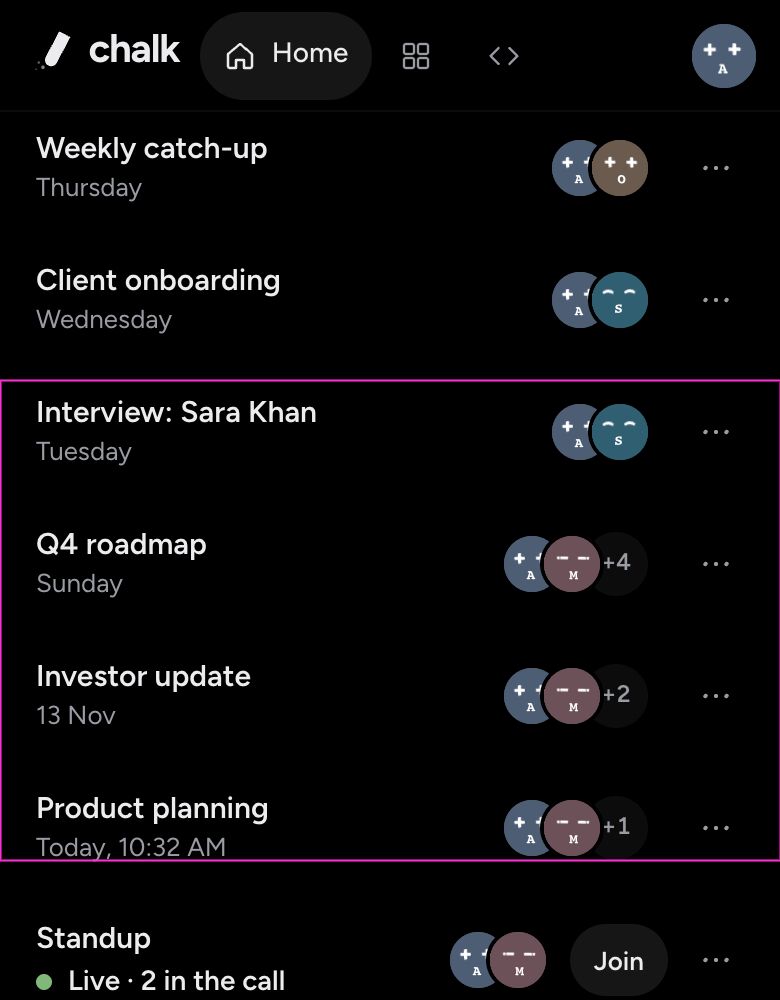 chalk
Home
A
Weekly catch-up
Thursday
A
O
Client onboarding
Wednesday
A
S
Interview: Sara Khan
Tuesday
A
S
Q4 roadmap
Sunday
A
M
+4
Investor update
13 Nov
A
M
+2
Product planning
Today, 10:32 AM
A
M
+1
Standup
Live · 2 in the call
A
M
Join